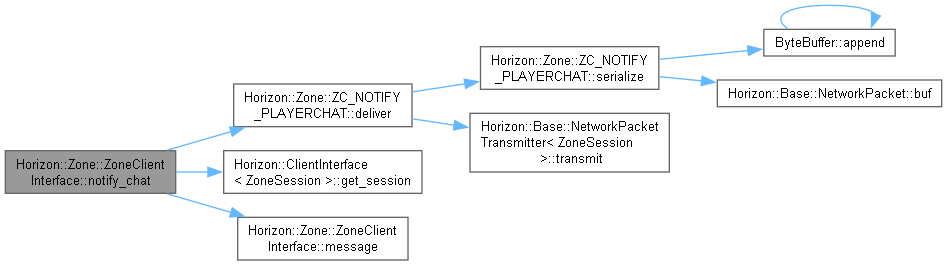 Horizon::Zone::ZoneClient
Interface::notify_chat
Horizon::Zone::ZC_NOTIFY
_PLAYERCHAT::deliver
Horizon::ClientInterface
< ZoneSession >::get_session
Horizon::Zone::ZoneClient
Interface::message
Horizon::Zone::ZC_NOTIFY
_PLAYERCHAT::serialize
Horizon::Base::NetworkPacket
Transmitter< ZoneSession
>::transmit
ByteBuffer::append
Horizon::Base::NetworkPacket::buf